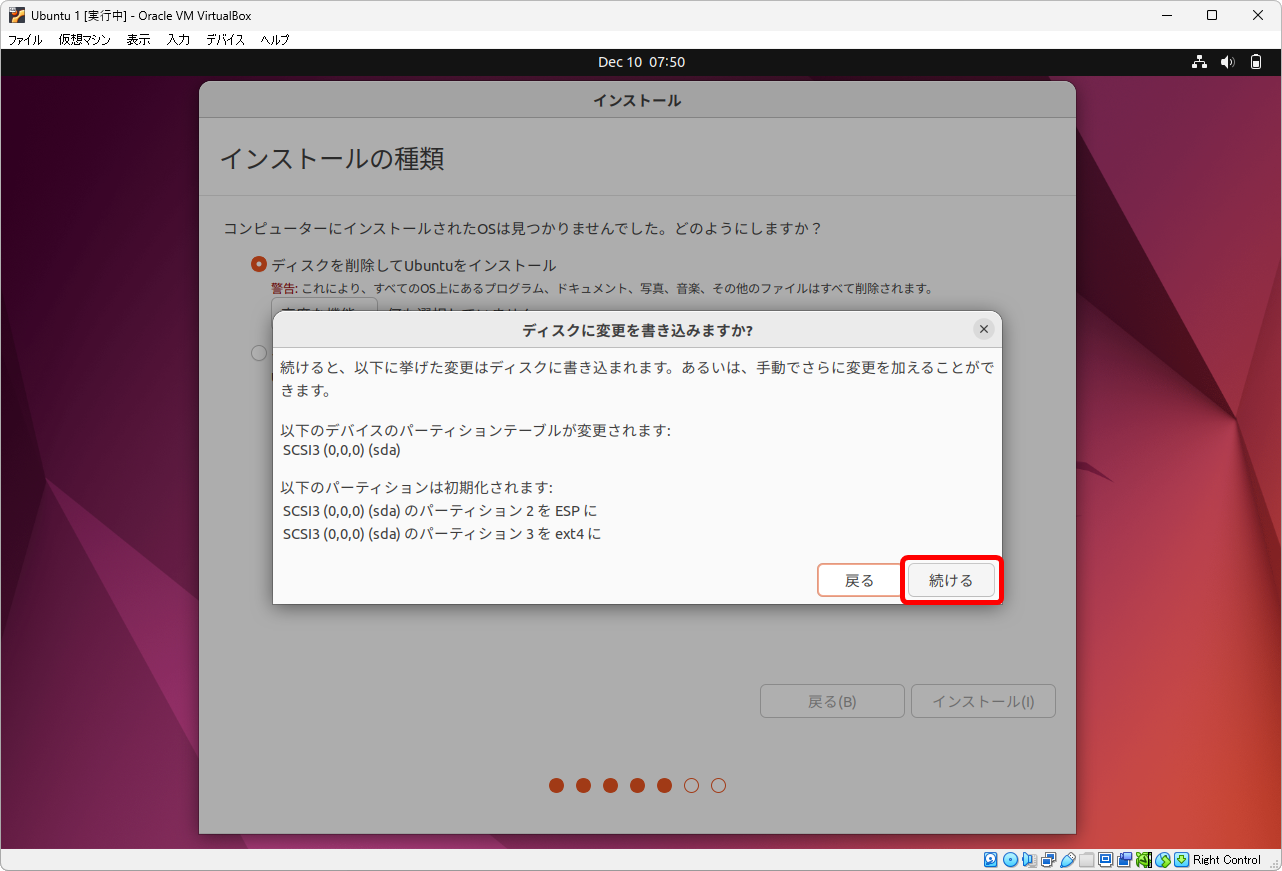 Ubuntu 1 [実行中] - Oracle VM VirtualBox
ファイル 仮想マシン 表示 入力 デバイス ヘルプ
Dec 10 07:50
インストール
インストールの種類
コンピューターにインストールされたOSは見つかりませんでした。どのようにしますか？
ディスクを削除してUbuntuをインストール
警告: これにより、すべてのOS上にあるプログラム、ドキュメント、写真、音楽、その他のファイルはすべて削除されます。
ディスクに変更を書き込みますか?
続けると、以下に挙げた変更はディスクに書き込まれます。あるいは、手動でさらに変更を加えることがで
きます。
以下のデバイスのパーティションテーブルが変更されます:
SCSI3 (0,0,0) (sda)
以下のパーティションは初期化されます:
SCSI3 (0,0,0) (sda) のパーティション 2 を ESP に
SCSI3 (0,0,0) (sda) のパーティション 3 を ext4 に
戻る 続ける
戻る(B) インストール(I)
Right Control